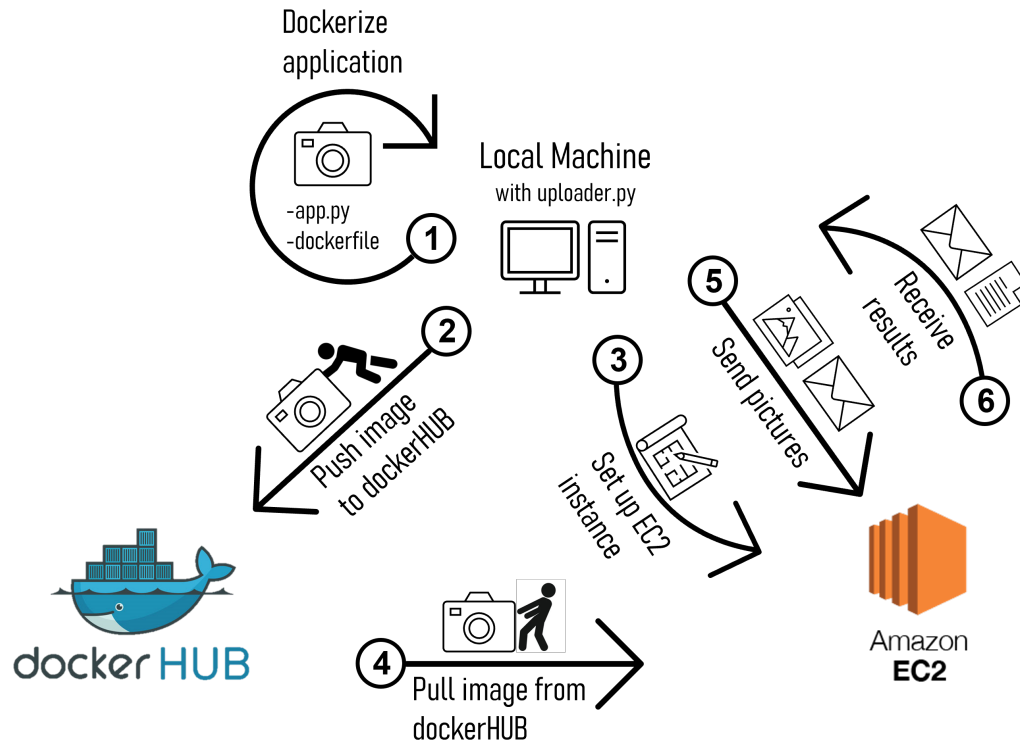 Dockerize
application
-app.py
-dockerfile
1
Local Machine
with uploader.py
2
Push image
to dockerHUB
3
Set up EC2
instance
5
Send pictures
6
Receive
results
docker HUB
4
Pull image from
dockerHUB
Amazon
EC2